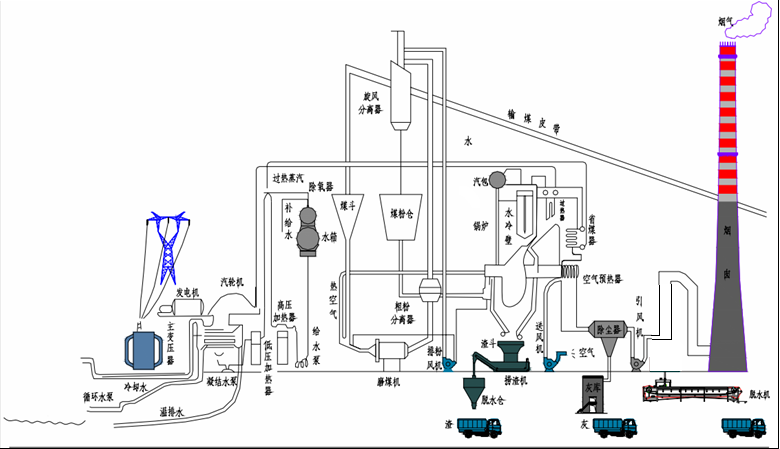 烟气
旋风
分离器
输煤皮带
水
过热蒸汽
除氧器
汽包
补给水
水箱
煤斗
煤粉仓
锅炉
水冷壁
过热器
省煤器
烟囱
汽轮机
发电机
热空气
空气预热器
粗粉
分离器
高压
加热器
主变压器
低压加热器
给水泵
排粉
风机
渣斗
送风机
空气
除尘器
引风机
冷却水
凝结水泵
磨煤机
捞渣机
循环水泵
脱水仓
灰库
脱水机
溢排水
渣
灰